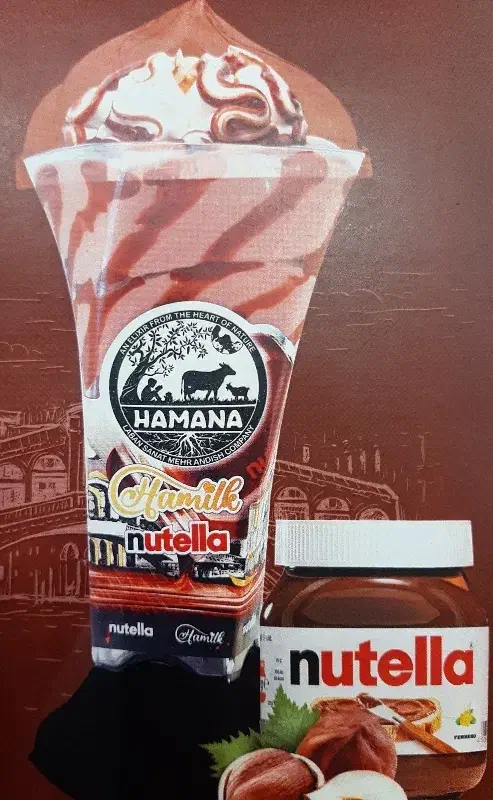 AN ELIXIR FROM THE HEART OF NATURE
HAMANA
LABAN SANAT MEHR ANDISH COMPANY
Hamilk
nutella
nutella Hamilk
nutella
FERRERO